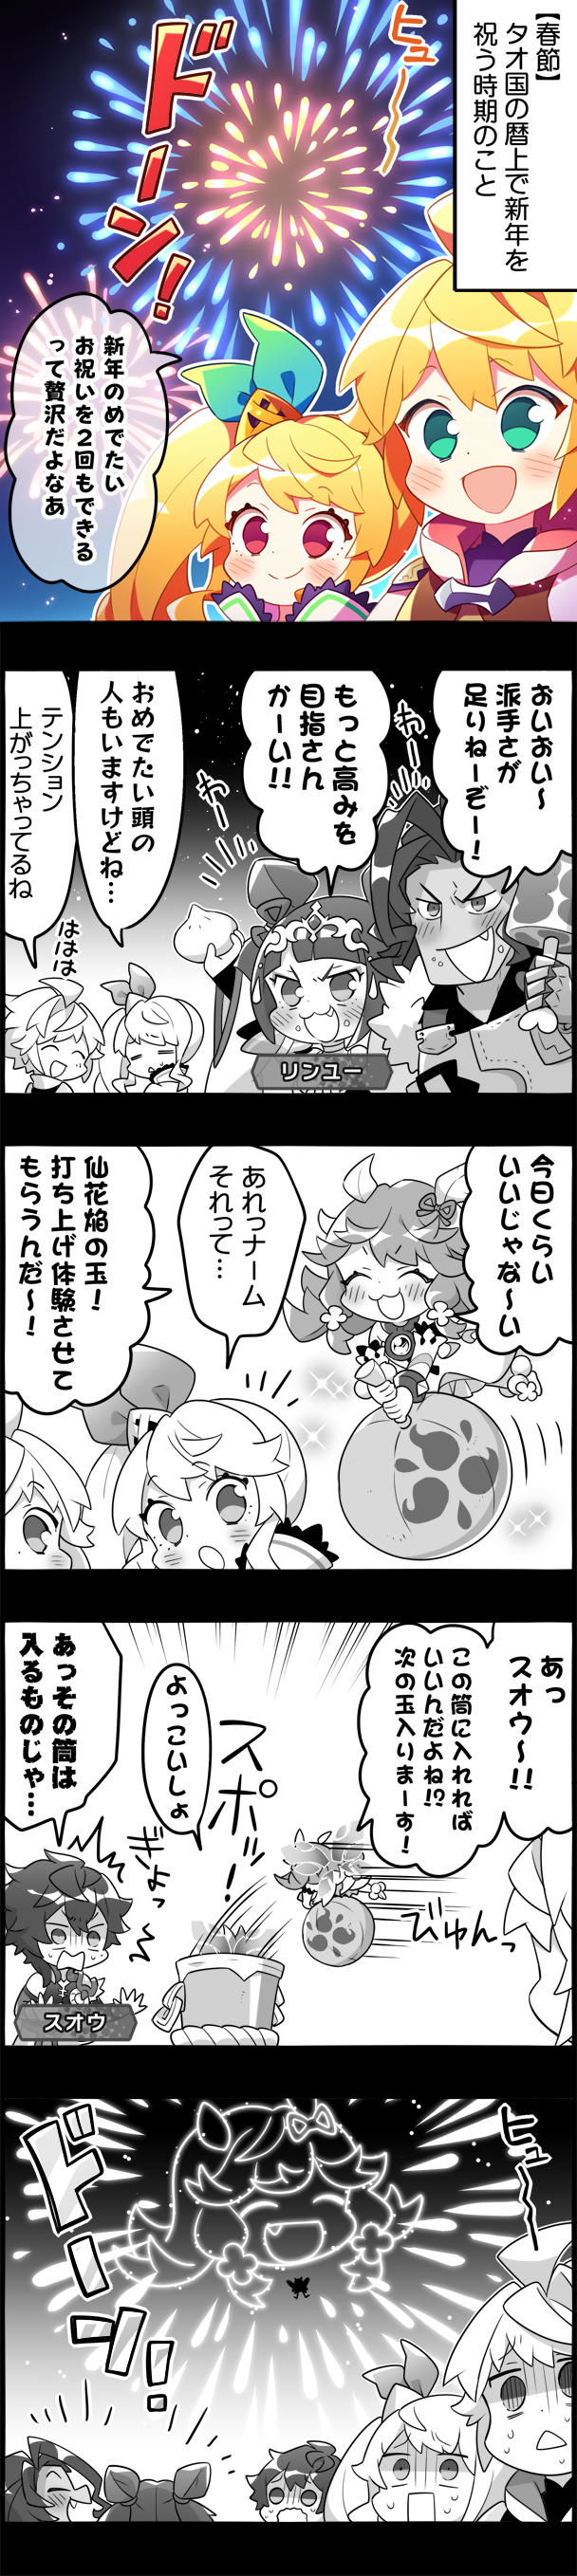 【春節】
タオ国の暦上で新年を
祝う時期のこと
ヒュ〜
ドーン!
新年のめでたい
お祝いを2回もできる
って贅沢だよなあ
おいおい〜
派手さが
足りねーぞー!
わー
もっと高みを
目指さん
かーい!!
わー
おめでたい頭の
人もいますけどね…
テンション
上がっちゃってるね
ははは
リンユー
今日くらい
いいじゃな〜い
あれっナーム
それって…
仙花焔の玉!
打ち上げ体験させて
もらうんだ〜!
あっ
スオウ〜!!
この筒に入れれば
いいんだよね!?
次の玉入りまーす!
びゅんっ
よっこいしょ
スポッ!
ぎょっ
あっその筒は
入るものじゃ…
スオウ
ヒュ〜
ドーン!!